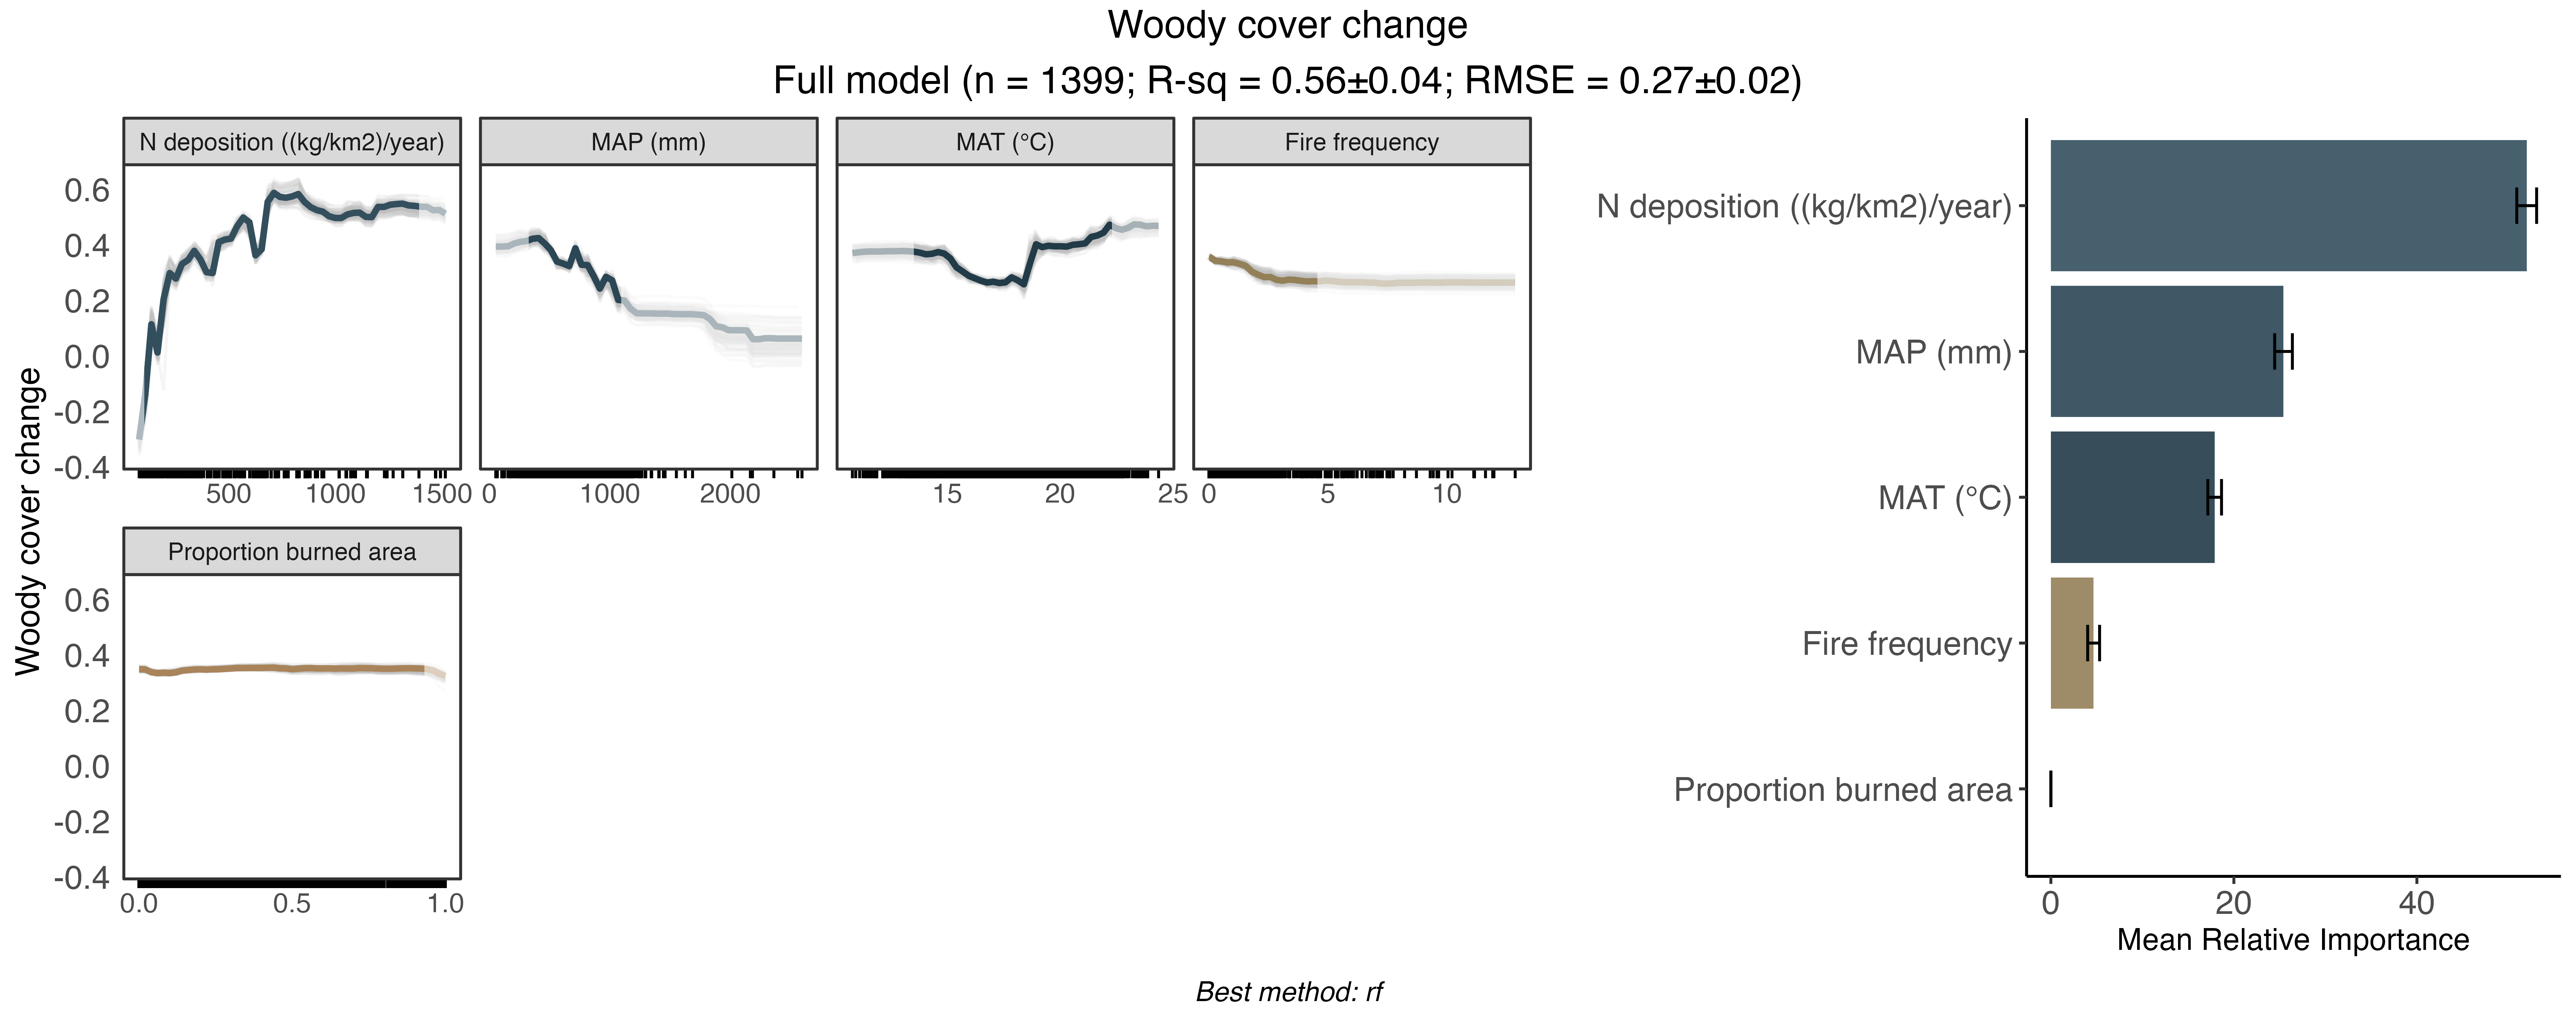 Woody cover change
Full model (n = 1399; R-sq = 0.56±0.04; RMSE = 0.27±0.02)
N deposition ((kg/km2)/year)
MAP (mm)
MAT (°C)
Fire frequency
0.6
0.4
0.2
0.0
-0.2
-0.4
500 1000 1500
0 1000 2000
15 20 25
0 5 10
Proportion burned area
0.6
0.4
0.2
0.0
-0.2
-0.4
0.0 0.5 1.0
Woody cover change
N deposition ((kg/km2)/year)
MAP (mm)
MAT (°C)
Fire frequency
Proportion burned area
0 20 40
Mean Relative Importance
Best method: rf